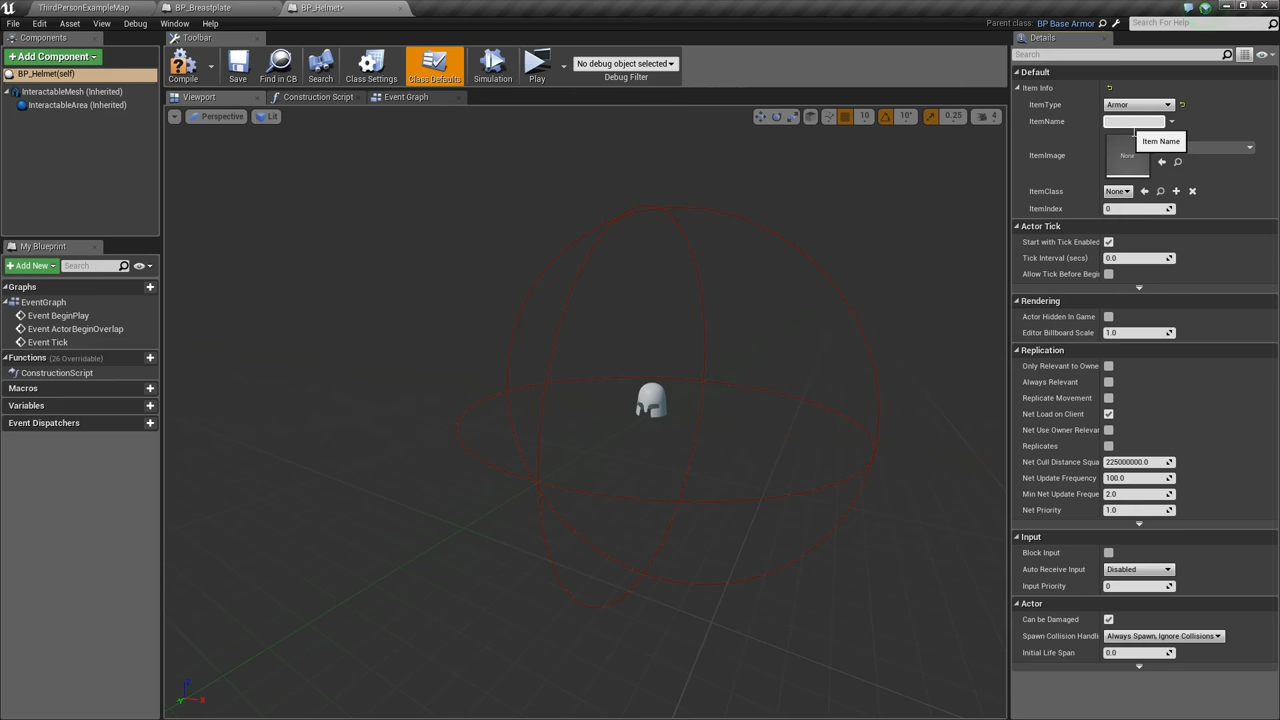 ThirdPersonExampleMap
BP_Breastplate
BP_Helmet*
File
Edit
Asset
View
Debug
Window
Help
Parent class: BP Base Armor
Search For Help
Components
Add Component
BP_Helmet(self)
InteractableMesh (Inherited)
InteractableArea (Inherited)
My Blueprint
Add New
Search
Graphs
EventGraph
Event BeginPlay
Event ActorBeginOverlap
Event Tick
Functions (26 Overridable)
ConstructionScript
Macros
Variables
Event Dispatchers
Toolbar
Compile
Save
Find in CB
Search
Class Settings
Class Defaults
Simulation
Play
No debug object selected
Debug Filter
Viewport
Construction Script
Event Graph
Perspective
Lit
10
10°
0.25
4
Details
Search
Default
Item Info
ItemType
Armor
ItemName
Item Name
ItemImage
None
ItemClass
None
ItemIndex
0
Actor Tick
Start with Tick Enabled
Tick Interval (secs)
0.0
Allow Tick Before Begi
Rendering
Actor Hidden In Game
Editor Billboard Scale
1.0
Replication
Only Relevant to Owne
Always Relevant
Replicate Movement
Net Load on Client
Net Use Owner Releva
Replicates
Net Cull Distance Squa
225000000.0
Net Update Frequency
100.0
Min Net Update Freque
2.0
Net Priority
1.0
Input
Block Input
Auto Receive Input
Disabled
Input Priority
0
Actor
Can be Damaged
Spawn Collision Handli
Always Spawn, Ignore Collisions
Initial Life Span
0.0